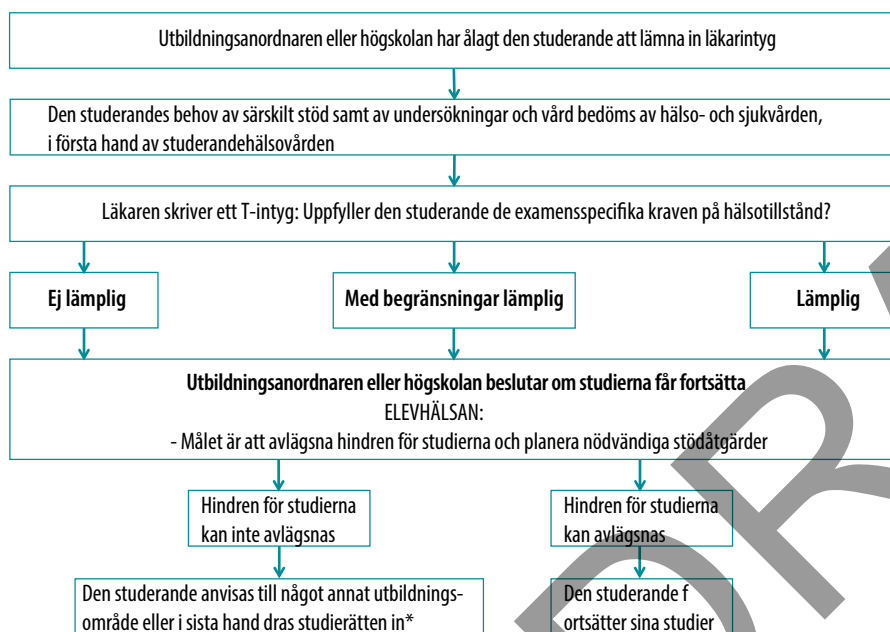 Utbildningsanordnaren eller högskolan har ålagt den studerande att lämna in läkarintyg
Den studerandes behov av särskilt stöd samt av undersökningar och vård bedöms av hälso- och sjukvården,
i första hand av studerandehälsovården
Läkaren skriver ett T-intyg: Uppfyller den studerande de examensspecifika kraven på hälsotillstånd?
Ej lämplig
Med begränsningar lämplig
Lämplig
Utbildningsanordnaren eller högskolan beslutar om studierna får fortsätta
ELEVHÄLSAN:
- Målet är att avlägsna hindren för studierna och planera nödvändiga stödåtgärder
Hindren för studierna
kan inte avlägsnas
Hindren för studierna
kan avlägsnas
Den studerande anvisas till något annat utbildnings-
område eller i sista hand dras studierätten in*
Den studerande f
ortsätter sina studier